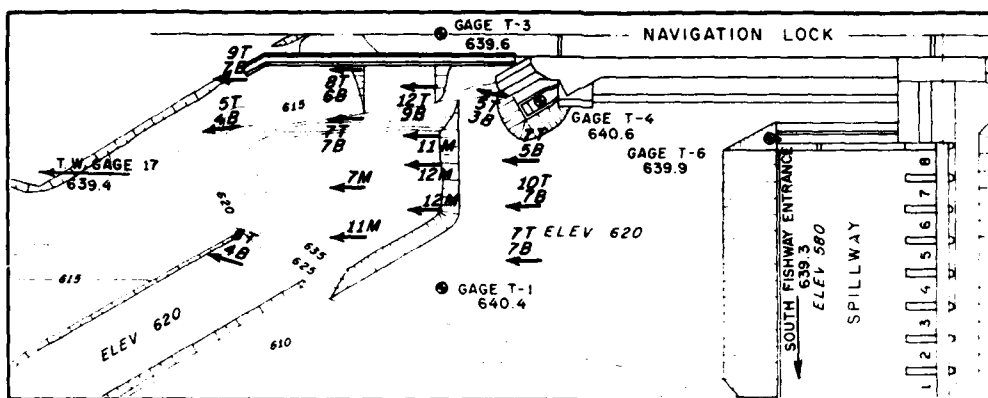 GAGE T-3
639.6
NAVIGATION LOCK
9T
7B
8T
6B
12T
9B
5T
3B
GAGE T-4
640.6
5T
4B
615
7T
7B
11M
7T
5B
GAGE T-6
639.9
T.W. GAGE 17
639.4
7M
12M
10T
7B
620
12M
11M
4B
635
625
7T
7B
ELEV 620
615
GAGE T-1
640.4
ELEV 620
610
SOUTH FISHWAY ENTRANCE
639.3
ELEV 580
SPILLWAY
8
7
6
5
4
3
2
1